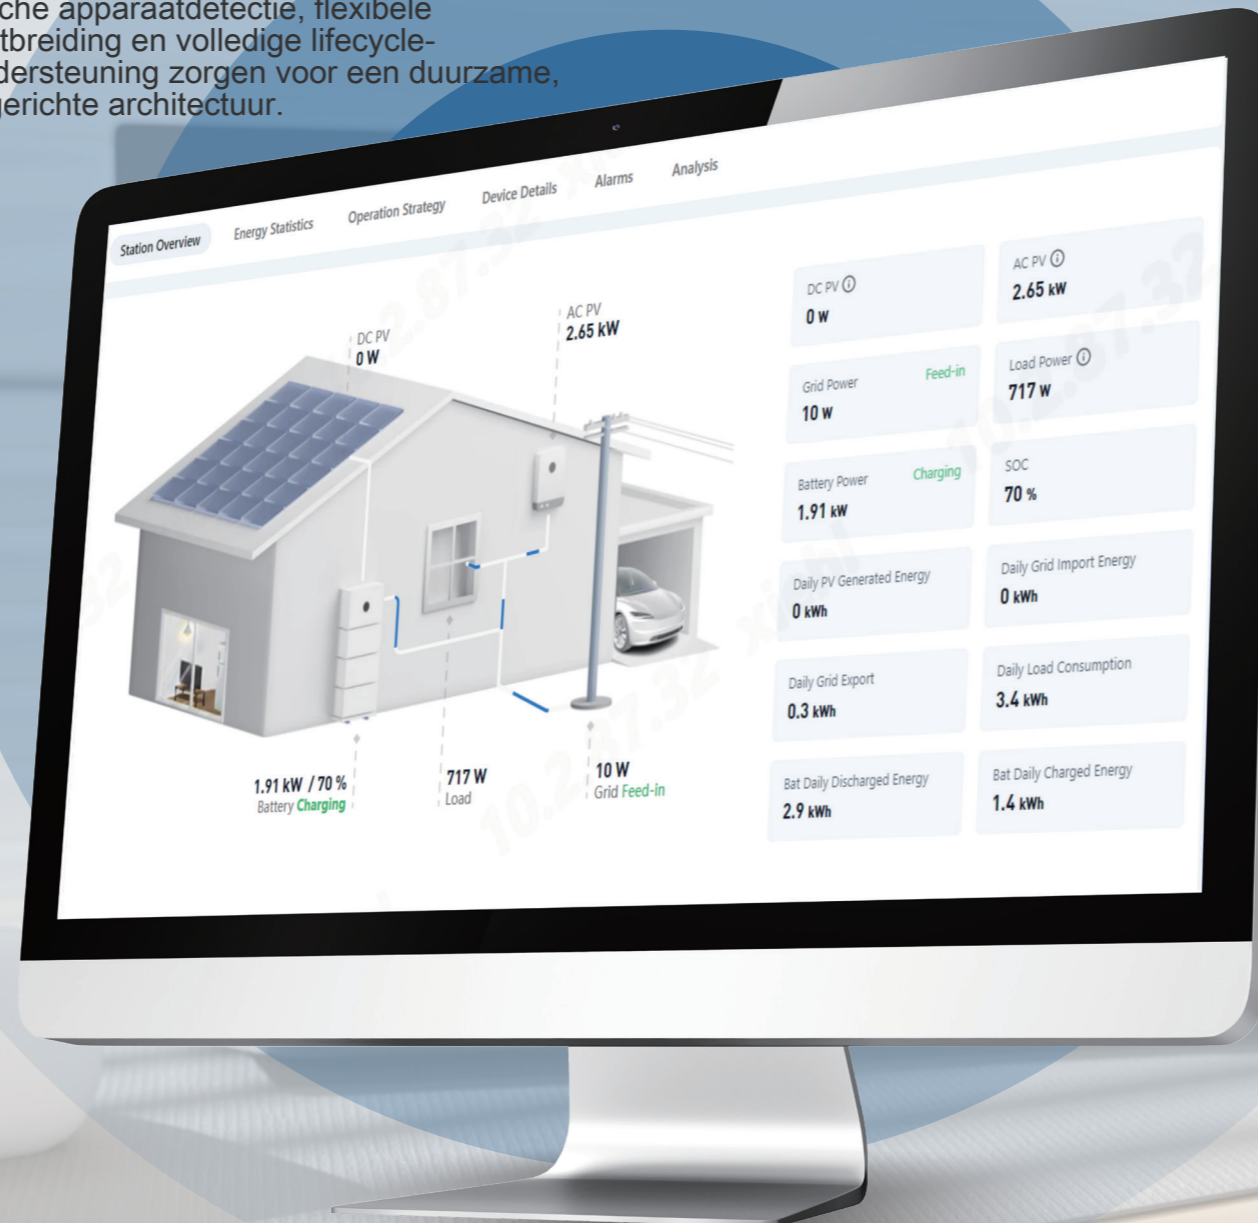 che apparaatdetectie, flexibele
tbreiding en volledige lifecycle-
dersteuning zorgen voor een duurzame,
gerichte architectuur.
Station Overview
Energy Statistics
Operation Strategy
Device Details
Alarms
Analysis
DC PV
0 W
AC PV
2.65 kW
1.91 kW / 70 %
Battery Charging
717 W
Load
10 W
Grid Feed-in
DC PV
0 W
AC PV
2.65 kW
Grid Power Feed-in
10 W
Load Power
717 W
Battery Power Charging
1.91 kW
SOC
70 %
Daily PV Generated Energy
0 kWh
Daily Grid Import Energy
0 kWh
Daily Grid Export
0.3 kWh
Daily Load Consumption
3.4 kWh
Bat Daily Discharged Energy
2.9 kWh
Bat Daily Charged Energy
1.4 kWh
10.2.87.32